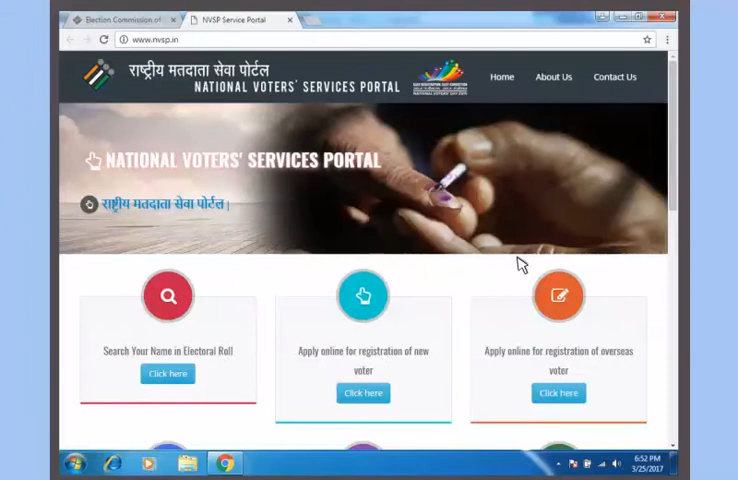 Election Commission of
NVSP Service Portal
www.nvsp.in
राष्ट्रीय मतदाता सेवा पोर्टल
NATIONAL VOTERS' SERVICES PORTAL
Home
About Us
Contact Us
NATIONAL VOTERS' SERVICES PORTAL
राष्ट्रीय मतदाता सेवा पोर्टल|
Search Your Name in Electoral Roll
Click here
Apply online for registration of new
voter
Click here
Apply online for registration of overseas
voter
Click here
6:52 PM
3/25/2017